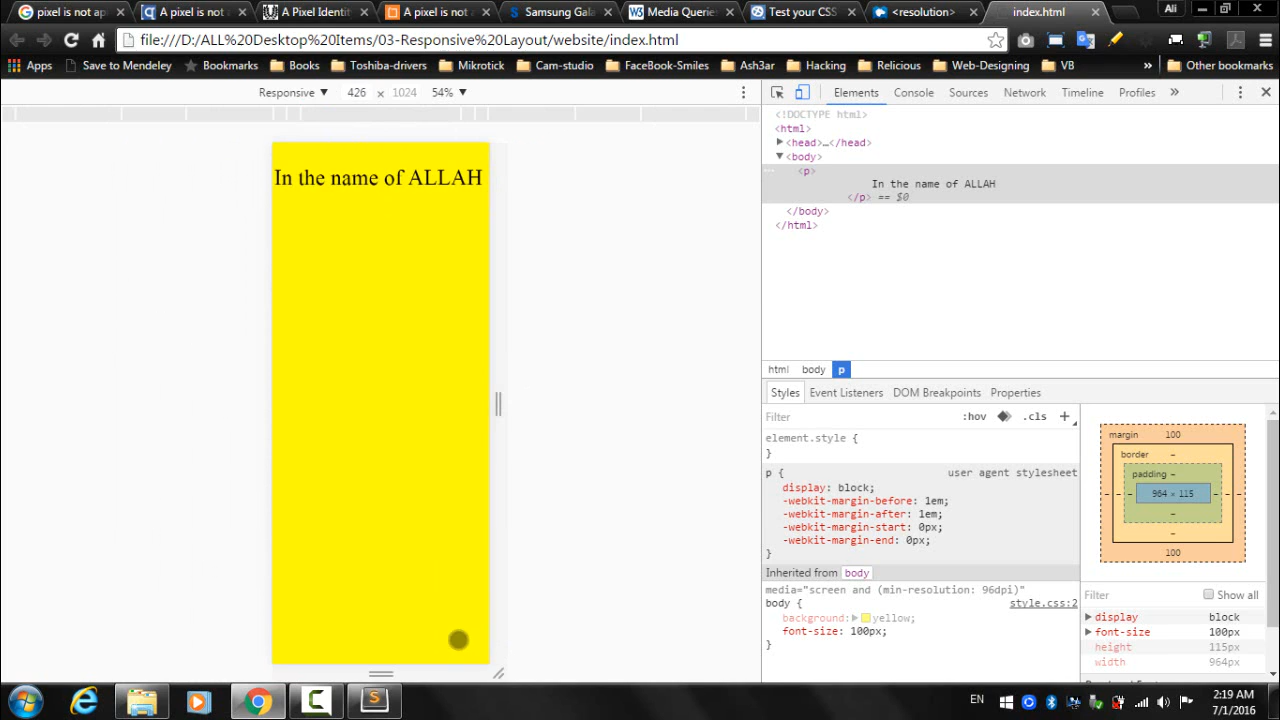 pixel is not ap
A pixel is not a
A Pixel Identit
A pixel is not a
Samsung Gala
Media Querie
Test your CSS
<resolution>
index.html
Ali
file:///D:/ALL%20Desktop%20Items/03-Responsive%20Layout/website/index.html
Apps
Save to Mendeley
Bookmarks
Books
Toshiba-drivers
Mikrotick
Cam-studio
FaceBook-Smiles
Ash3ar
Hacking
Relicious
Web-Designing
VB
»
Other bookmarks
Responsive ▼ 426 x 1024 54% ▼
Elements Console Sources Network Timeline Profiles »
In the name of ALLAH
<!DOCTYPE html>
<html>
▶<head>…</head>
▼<body>
<p>
In the name of ALLAH
</p> == $0
</body>
</html>
html body p
Styles Event Listeners DOM Breakpoints Properties
Filter :hov .cls +
element.style {
}
p { user agent stylesheet
display: block;
-webkit-margin-before: 1em;
-webkit-margin-after: 1em;
-webkit-margin-start: 0px;
-webkit-margin-end: 0px;
}
Inherited from body
media="screen and (min-resolution: 96dpi)"
body { style.css:2
background:▶ yellow;
font-size: 100px;
}
margin 100
border –
padding –
– – – 964 × 115 – – –
–
–
100
Filter Show all
▶ display block
▶ font-size 100px
height 115px
width 964px
EN
2:19 AM
7/1/2016